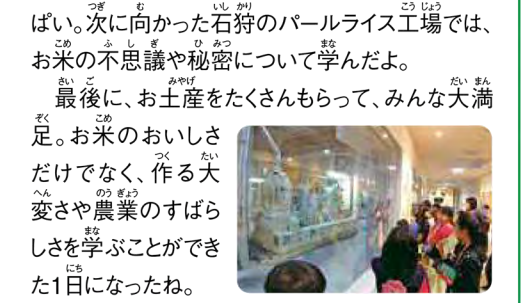 ぱい。次に向かった石狩のパールライス工場では、
お米の不思議や秘密について学んだよ。
最後に、お土産をたくさんもらって、みんな大満
足。お米のおいしさ
だけでなく、作る大
変さや農業のすばら
しさを学ぶことができ
た1日になったね。